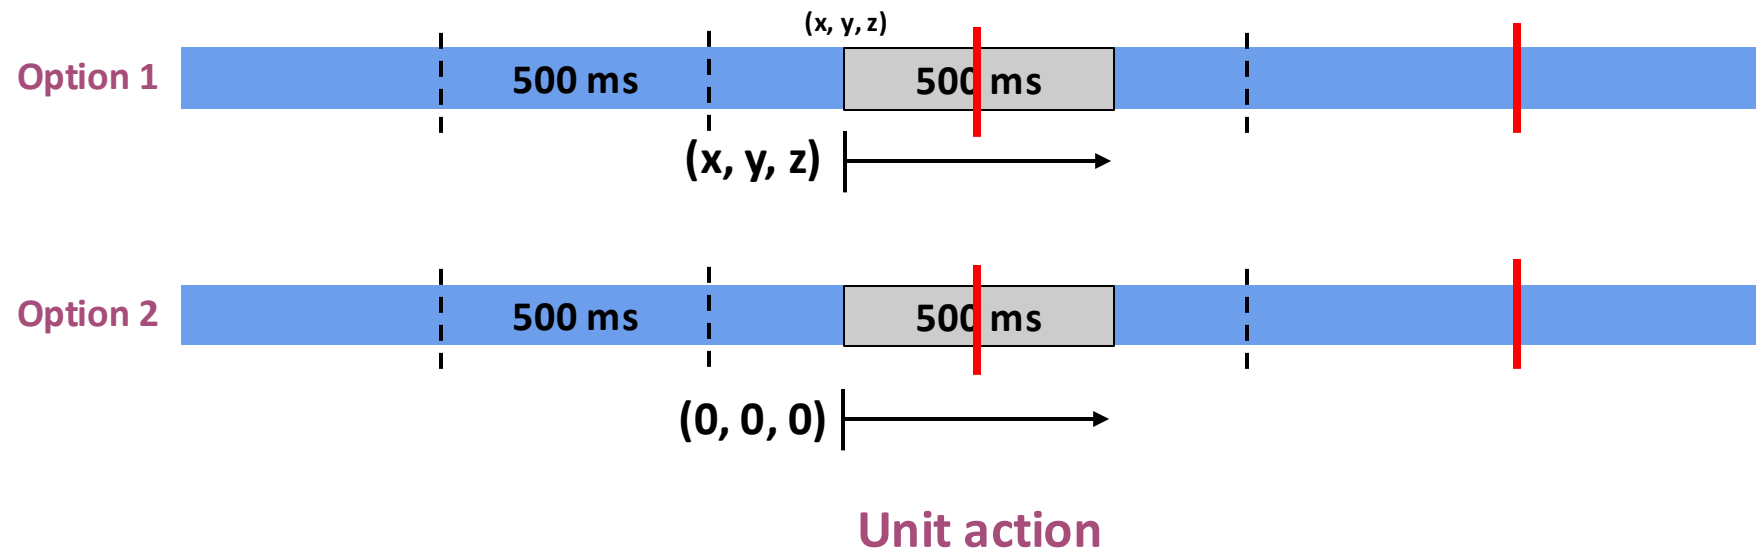 (x, y, z)
Option 1
500 ms
500 ms
(x, y, z)
Option 2
500 ms
500 ms
(0, 0, 0)
Unit action